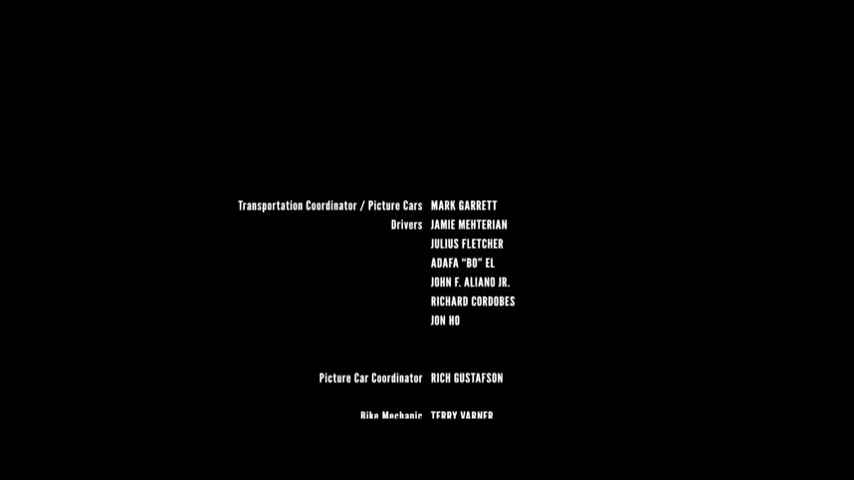 Transportation Coordinator / Picture Cars MARK GARRETT
Drivers JAMIE MEHTERIAN
JULIUS FLETCHER
ADAFA “BO” EL
JOHN F. ALIANO JR.
RICHARD CORDOBES
JON HO
Picture Car Coordinator RICH GUSTAFSON
Bike Mechanic TERRY VARNER